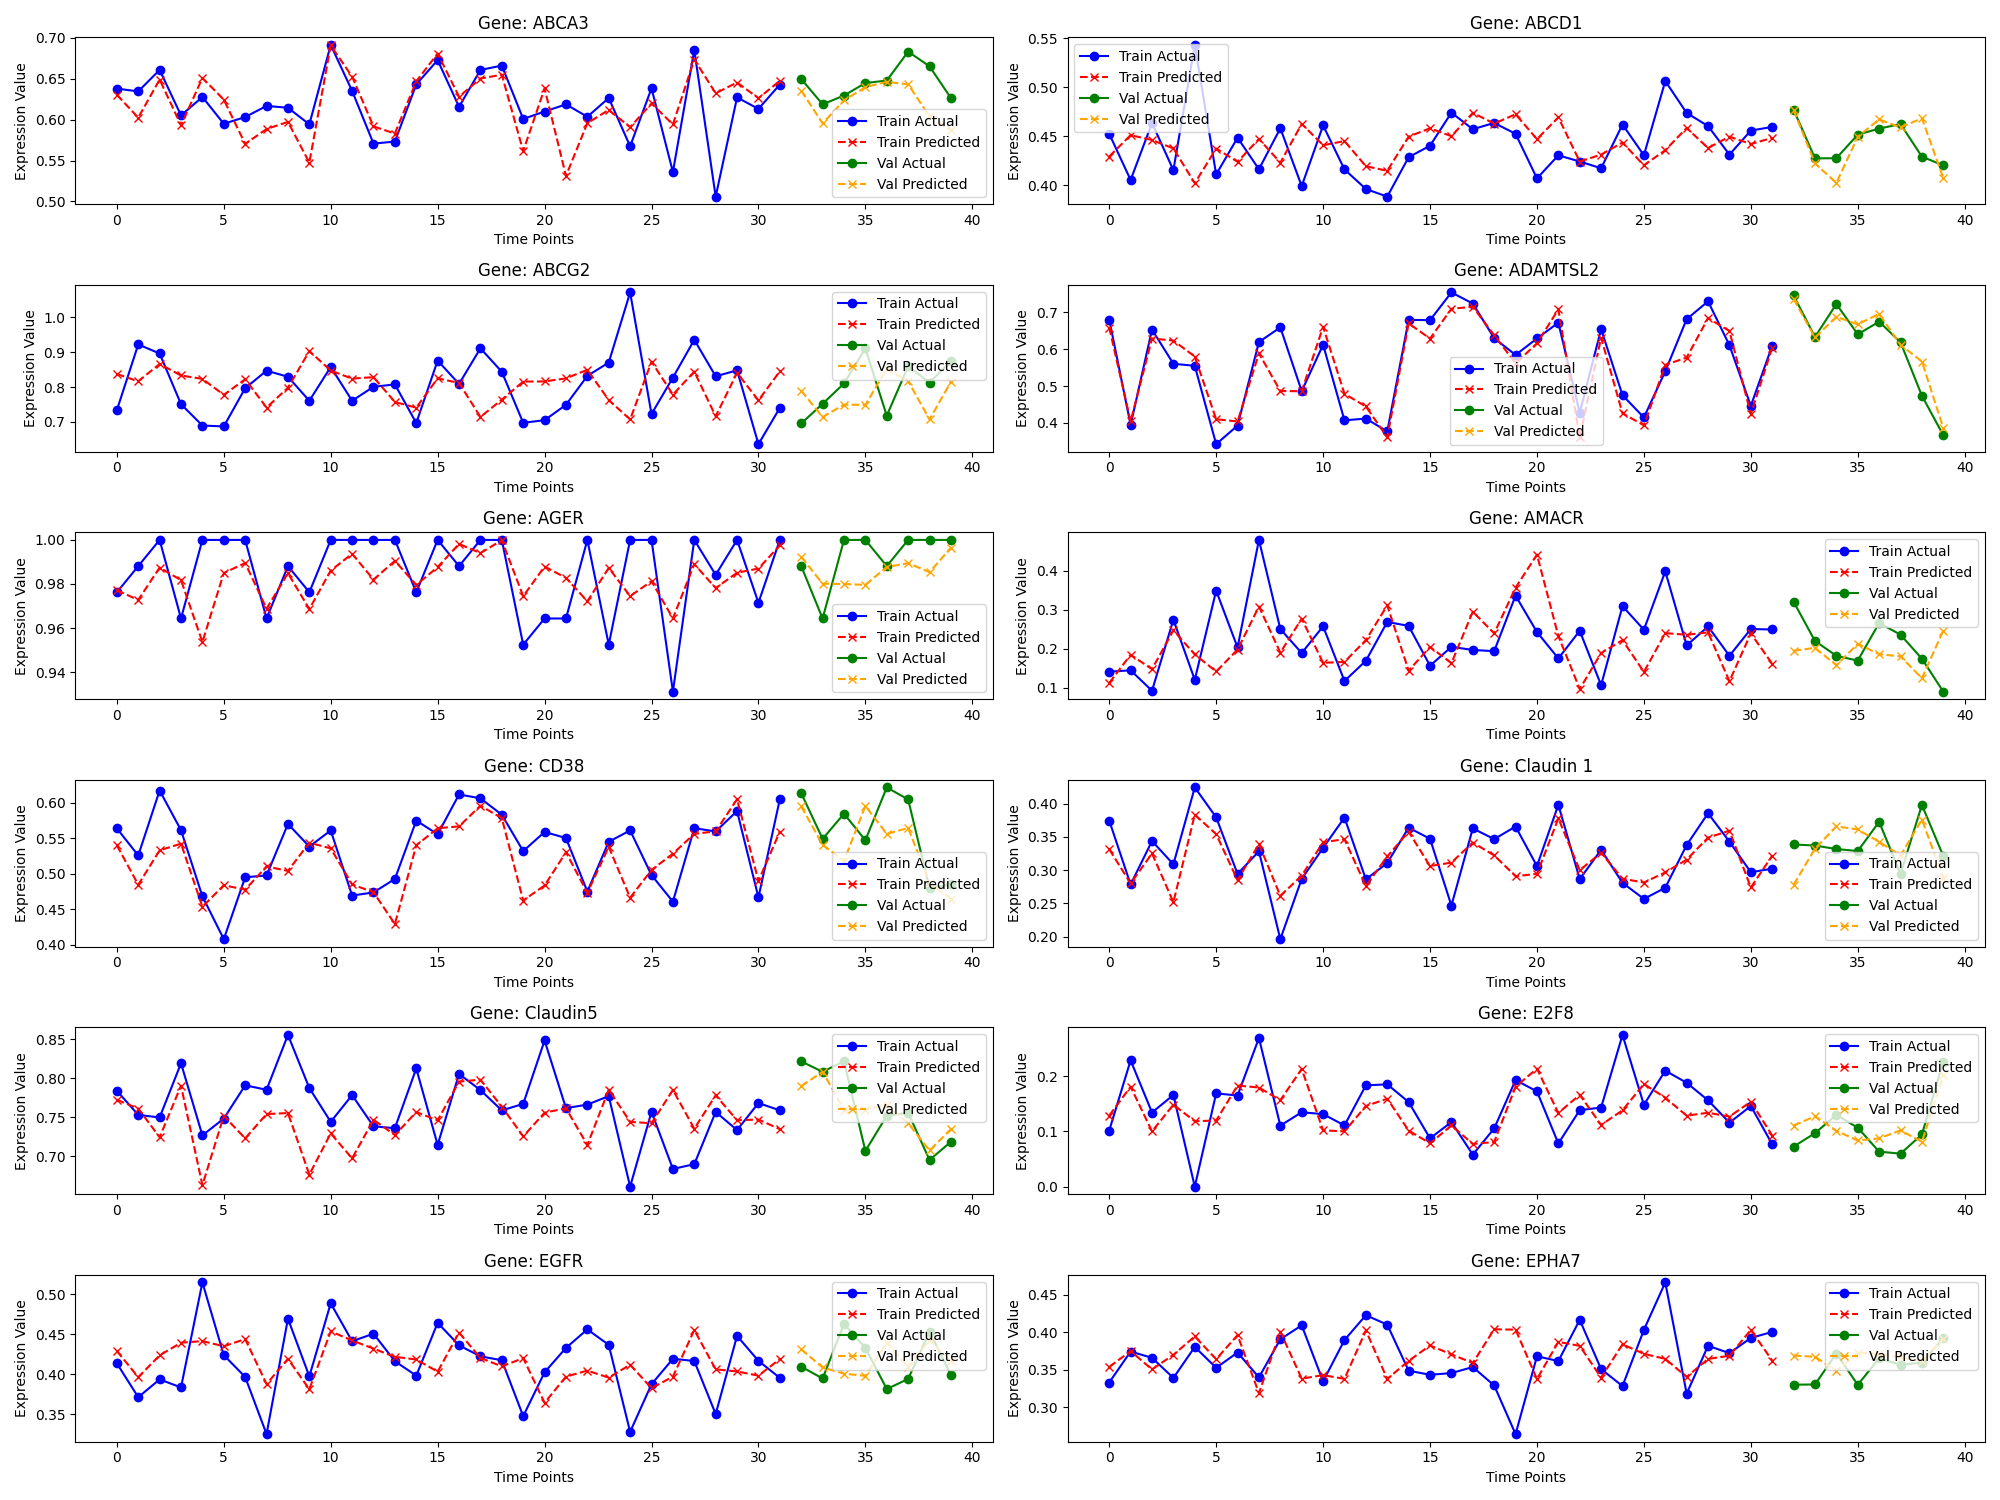 Gene: ABCA3
Expression Value
0.70
0.65
0.60
0.55
0.50
Train Actual
Train Predicted
Val Actual
Val Predicted
0 5 10 15 20 25 30 35 40
Time Points
Gene: ABCD1
Expression Value
0.55
0.50
0.45
0.40
Train Actual
Train Predicted
Val Actual
Val Predicted
0 5 10 15 20 25 30 35 40
Time Points
Gene: ABCG2
Expression Value
1.0
0.9
0.8
0.7
Train Actual
Train Predicted
Val Actual
Val Predicted
0 5 10 15 20 25 30 35 40
Time Points
Gene: ADAMTSL2
Expression Value
0.7
0.6
0.5
0.4
Train Actual
Train Predicted
Val Actual
Val Predicted
0 5 10 15 20 25 30 35 40
Time Points
Gene: AGER
Expression Value
1.00
0.98
0.96
0.94
Train Actual
Train Predicted
Val Actual
Val Predicted
0 5 10 15 20 25 30 35 40
Time Points
Gene: AMACR
Expression Value
0.4
0.3
0.2
0.1
Train Actual
Train Predicted
Val Actual
Val Predicted
0 5 10 15 20 25 30 35 40
Time Points
Gene: CD38
Expression Value
0.60
0.55
0.50
0.45
0.40
Train Actual
Train Predicted
Val Actual
Val Predicted
0 5 10 15 20 25 30 35 40
Time Points
Gene: Claudin 1
Expression Value
0.40
0.35
0.30
0.25
0.20
Train Actual
Train Predicted
Val Actual
Val Predicted
0 5 10 15 20 25 30 35 40
Time Points
Gene: Claudin5
Expression Value
0.85
0.80
0.75
0.70
Train Actual
Train Predicted
Val Actual
Val Predicted
0 5 10 15 20 25 30 35 40
Time Points
Gene: E2F8
Expression Value
0.2
0.1
0.0
Train Actual
Train Predicted
Val Actual
Val Predicted
0 5 10 15 20 25 30 35 40
Time Points
Gene: EGFR
Expression Value
0.50
0.45
0.40
0.35
Train Actual
Train Predicted
Val Actual
Val Predicted
0 5 10 15 20 25 30 35 40
Time Points
Gene: EPHA7
Expression Value
0.45
0.40
0.35
0.30
Train Actual
Train Predicted
Val Actual
Val Predicted
0 5 10 15 20 25 30 35 40
Time Points